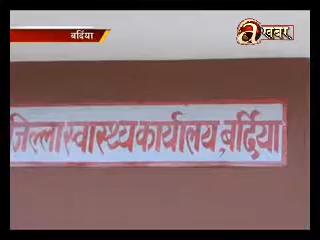 बर्दिया
खबर
जिल्ला स्वास्थ्य कार्यालय, बर्दिया